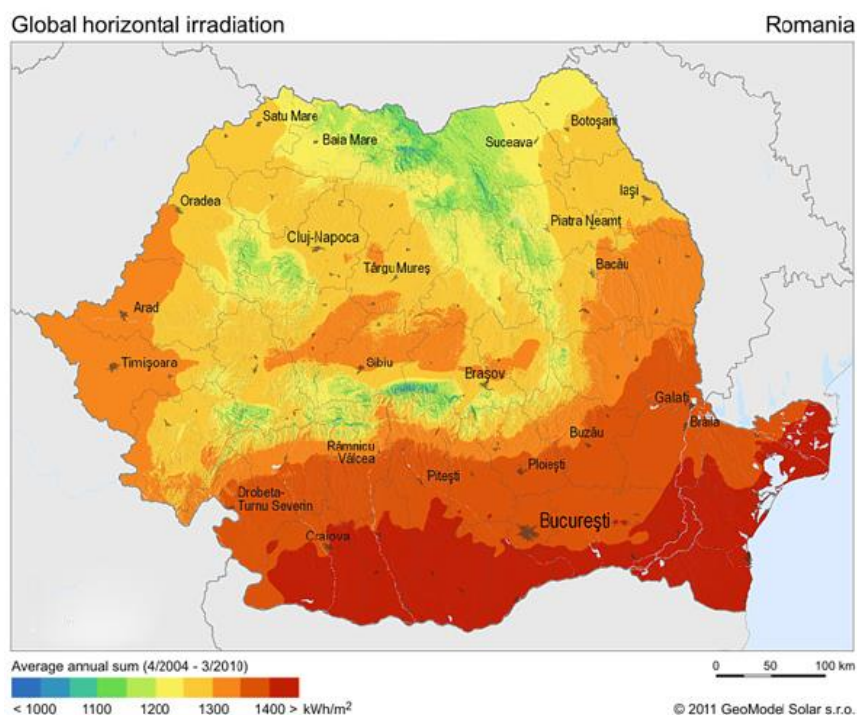 Global horizontal irradiation
Romania
Satu Mare
Baia Mare
Suceava
Botoşani
Iaşi
Oradea
Piatra Neamţ
Cluj-Napoca
Târgu Mureş
Bacău
Arad
Timişoara
Sibiu
Braşov
Galati
Brăila
Râmnicu
Vâlcea
Buzău
Piteşti
Ploieşti
Drobeta-
Turnu Severin
Bucureşti
Craiova
Average annual sum (4/2004 - 3/2010)
0 50 100 km
< 1000 1100 1200 1300 1400 > kWh/m²
© 2011 GeoModel Solar s.r.o.